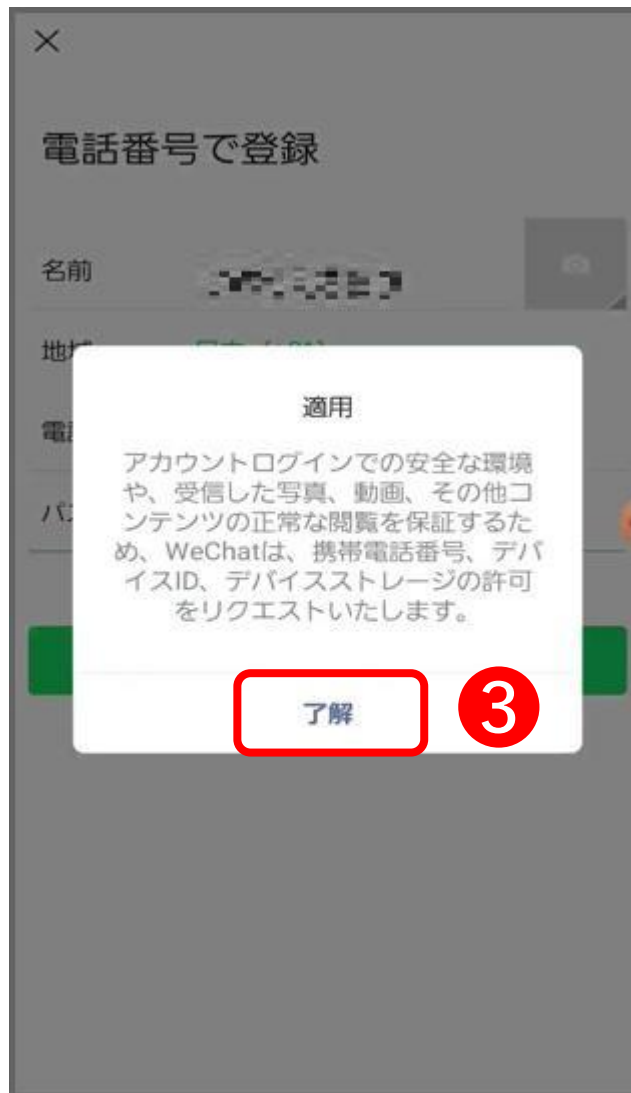 電話番号で登録
名前
地域
適用
アカウントログインでの安全な環境
や、受信した写真、動画、その他コ
ンテンツの正常な閲覧を保証するた
め、WeChatは、携帯電話番号、デバ
イスID、デバイスストレージの許可
をリクエストいたします。
了解
3